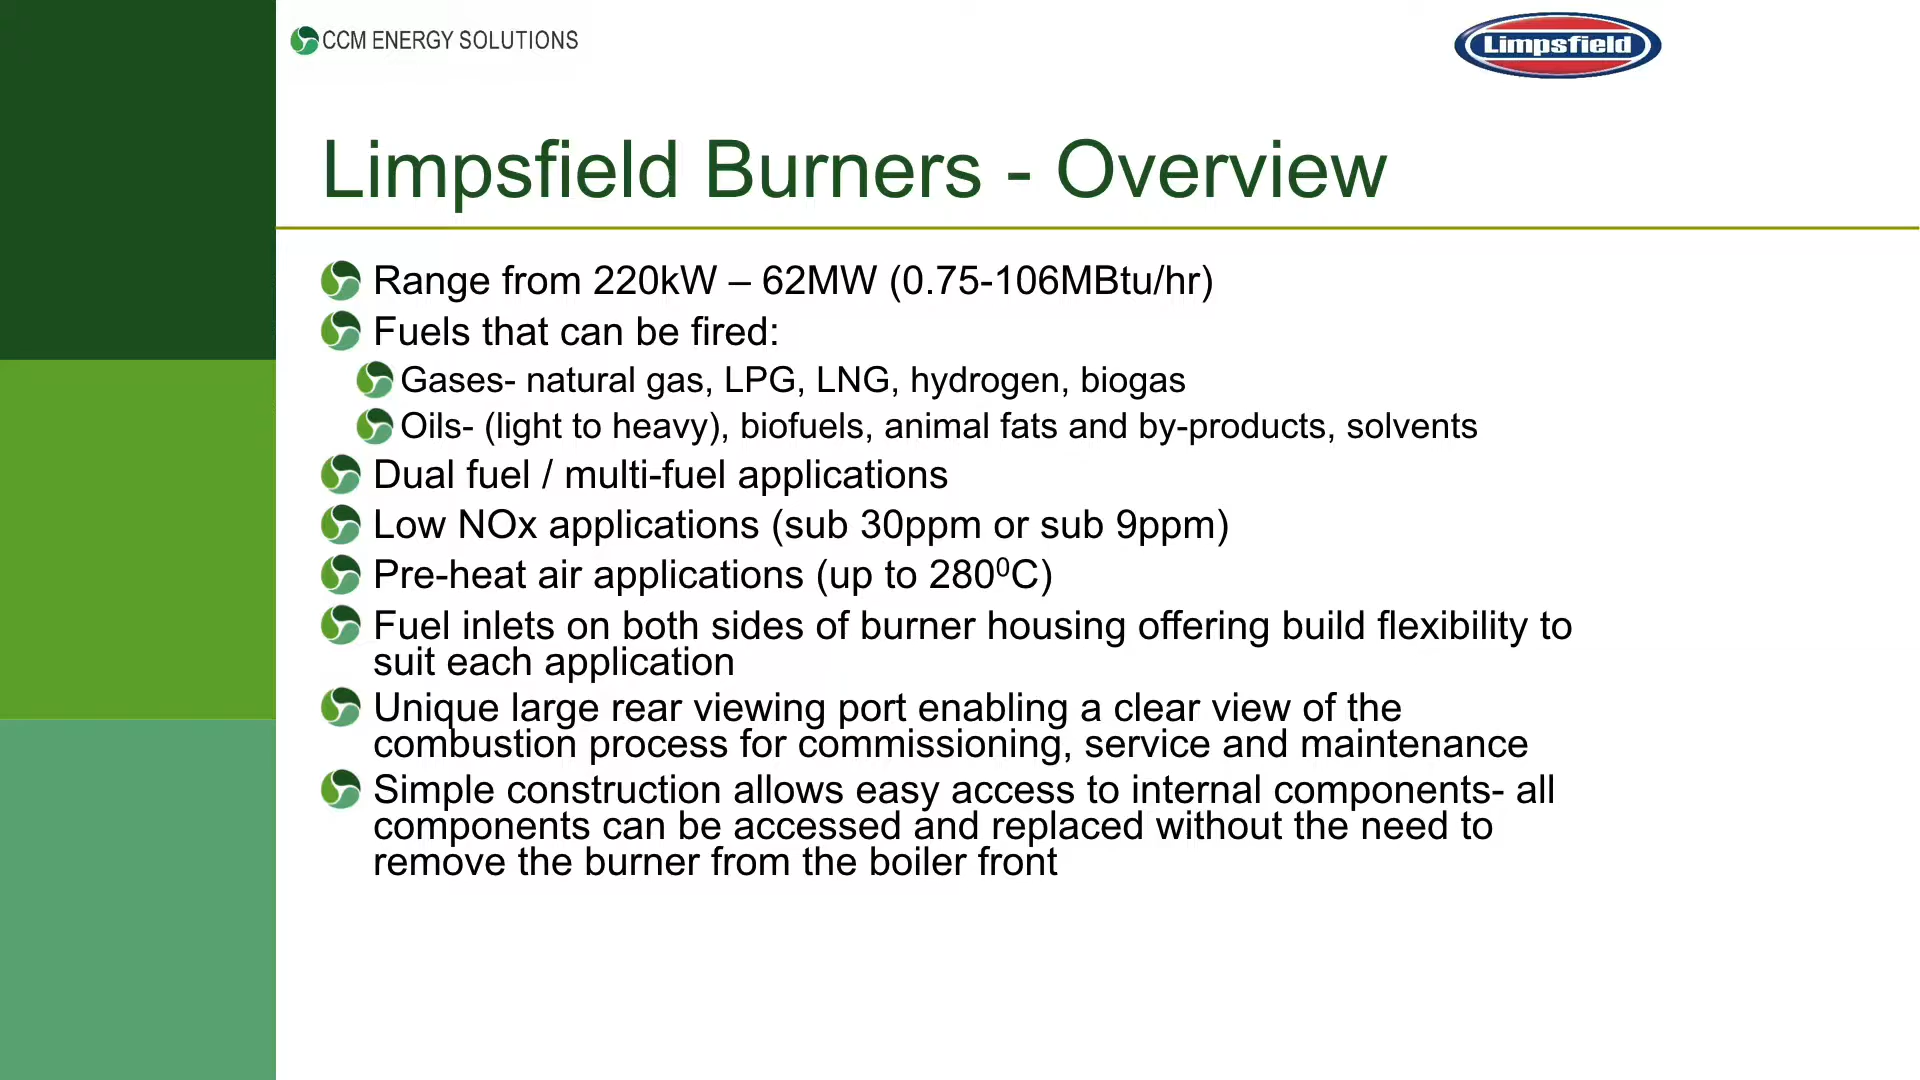 CCM ENERGY SOLUTIONS
Limpsfield
Limpsfield Burners - Overview
Range from 220kW – 62MW (0.75-106MBtu/hr)
Fuels that can be fired:
Gases- natural gas, LPG, LNG, hydrogen, biogas
Oils- (light to heavy), biofuels, animal fats and by-products, solvents
Dual fuel / multi-fuel applications
Low NOx applications (sub 30ppm or sub 9ppm)
Pre-heat air applications (up to 280⁰C)
Fuel inlets on both sides of burner housing offering build flexibility to
suit each application
Unique large rear viewing port enabling a clear view of the
combustion process for commissioning, service and maintenance
Simple construction allows easy access to internal components- all
components can be accessed and replaced without the need to
remove the burner from the boiler front